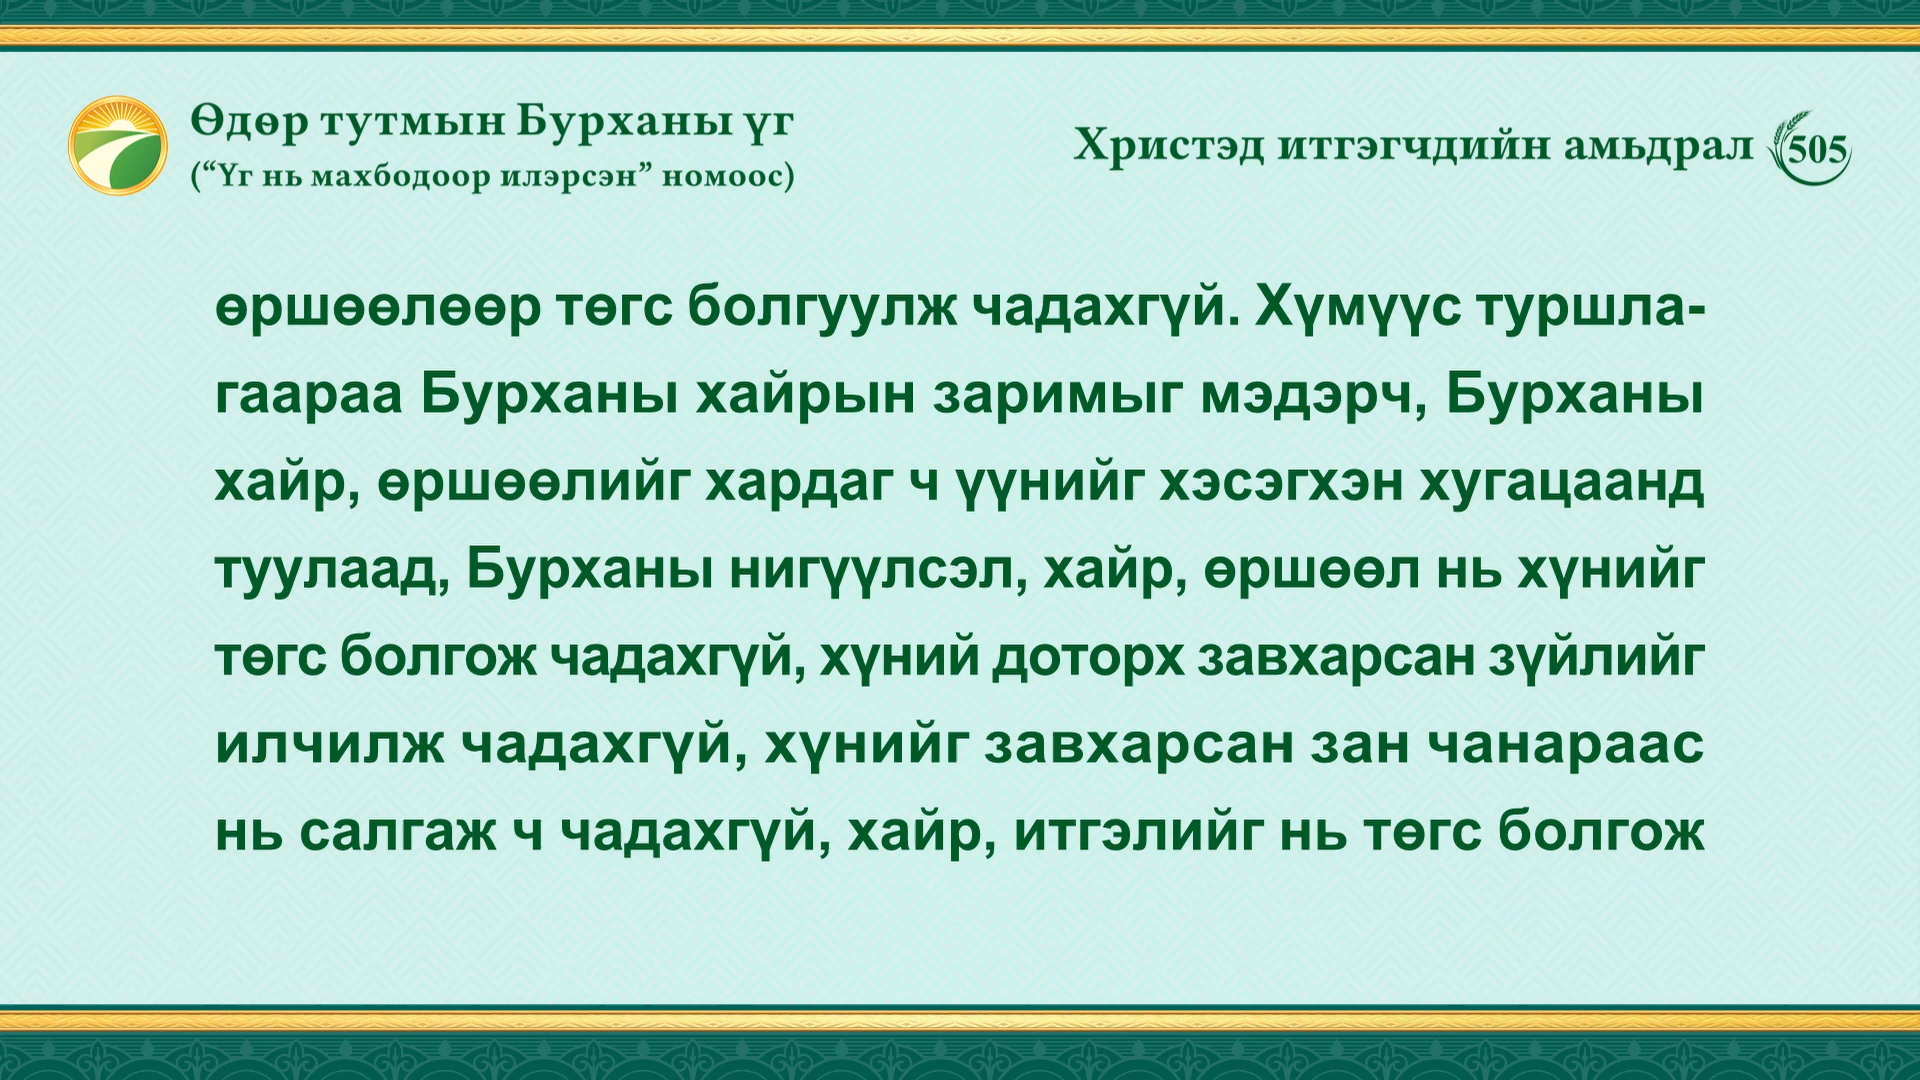 Өдөр тутмын Бурханы үг
(“Үг нь махбодоор илэрсэн” номоос)
Христэд итгэгчдийн амьдрал 505
өршөөлөөр төгс болгуулж чадахгүй. Хүмүүс туршла-
гаараа Бурханы хайрын заримыг мэдэрч, Бурханы
хайр, өршөөлийг хардаг ч үүнийг хэсэгхэн хугацаанд
туулаад, Бурханы нигүүлсэл, хайр, өршөөл нь хүнийг
төгс болгож чадахгүй, хүний доторх завхарсан зүйлийг
илчилж чадахгүй, хүнийг завхарсан зан чанараас
нь салгаж ч чадахгүй, хайр, итгэлийг нь төгс болгож